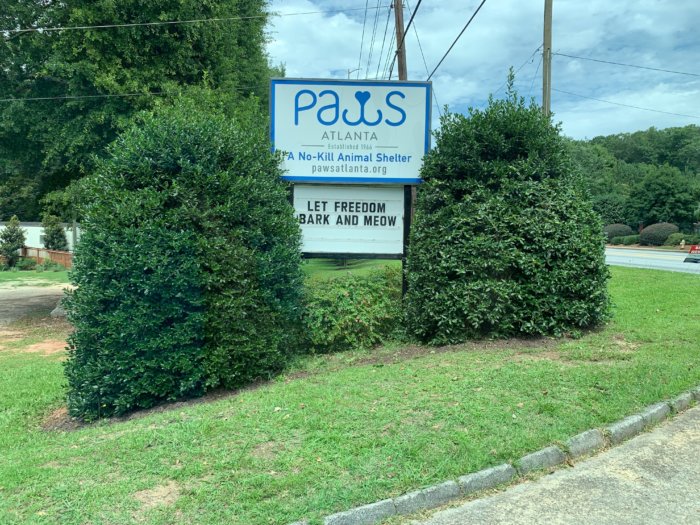 paws
ATLANTA
Established 1966
A No-Kill Animal Shelter
pawsatlanta.org
LET FREEDOM
BARK AND MEOW